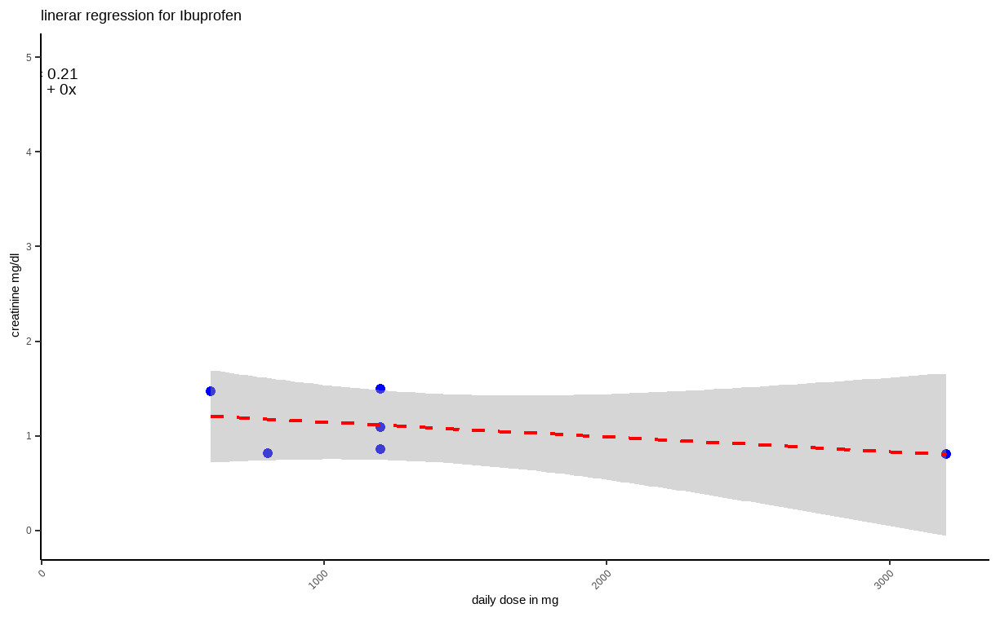 linerar regression for Ibuprofen
5
= 0.21
+ 0x
4
3
2
1
0
creatinine mg/dl
0
1000
2000
3000
daily dose in mg